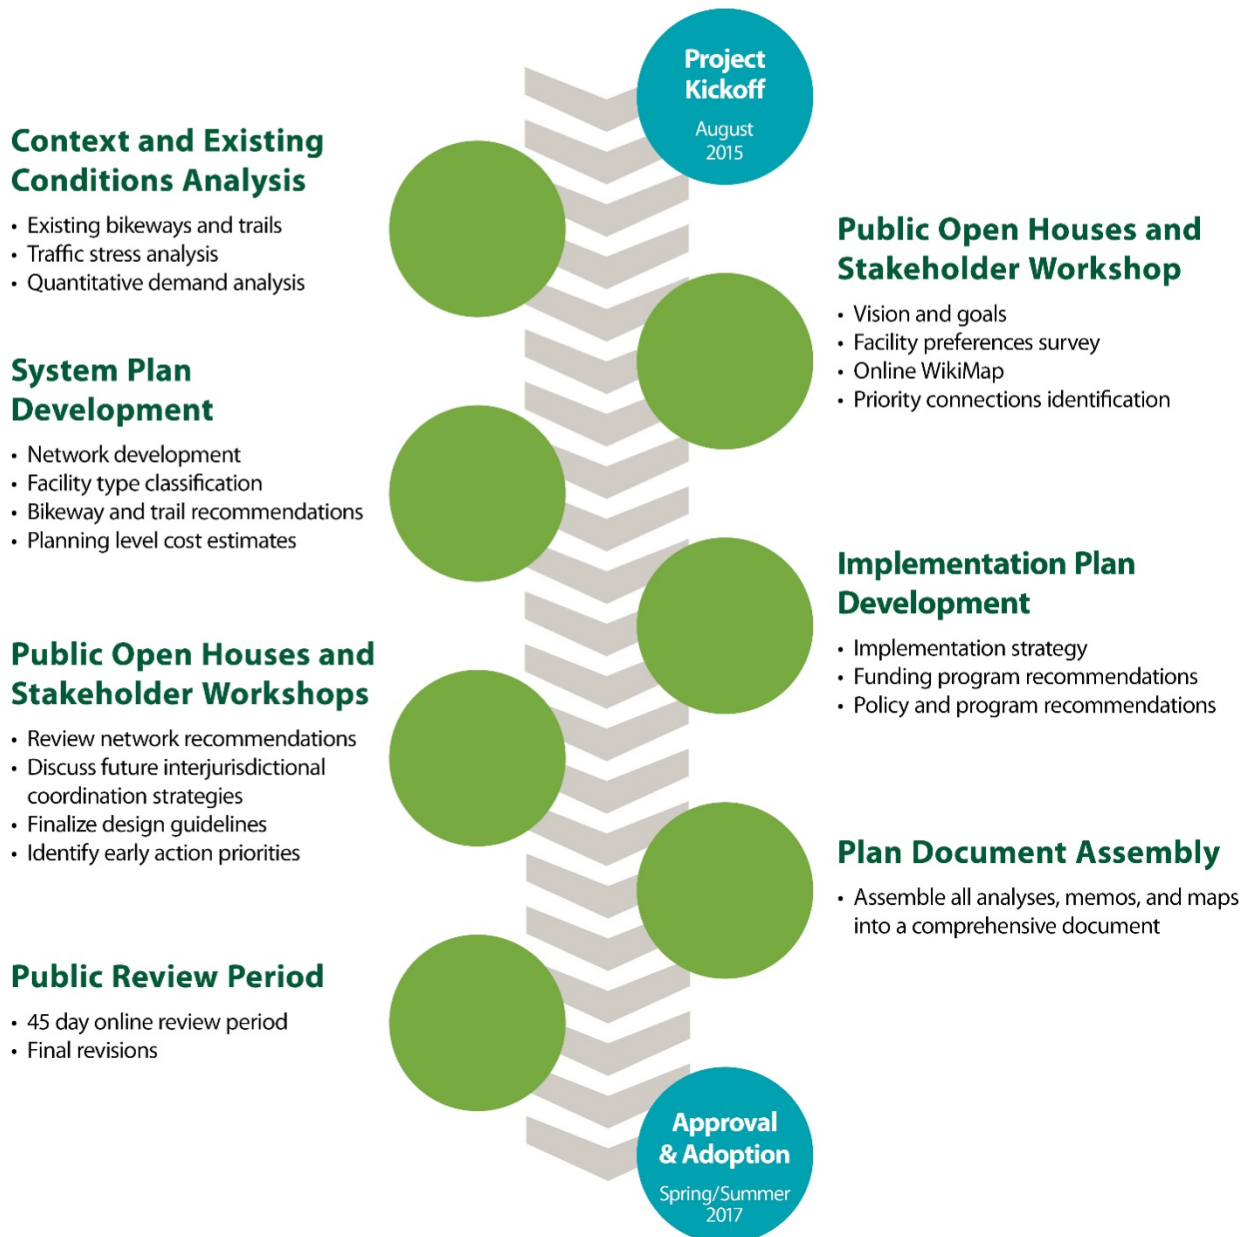 Project
Kickoff
August
2015
Context and Existing
Conditions Analysis
• Existing bikeways and trails
• Traffic stress analysis
• Quantitative demand analysis
Public Open Houses and
Stakeholder Workshop
• Vision and goals
• Facility preferences survey
• Online WikiMap
• Priority connections identification
System Plan
Development
• Network development
• Facility type classification
• Bikeway and trail recommendations
• Planning level cost estimates
Implementation Plan
Development
• Implementation strategy
• Funding program recommendations
• Policy and program recommendations
Public Open Houses and
Stakeholder Workshops
• Review network recommendations
• Discuss future interjurisdictional
coordination strategies
• Finalize design guidelines
• Identify early action priorities
Plan Document Assembly
• Assemble all analyses, memos, and maps
into a comprehensive document
Public Review Period
• 45 day online review period
• Final revisions
Approval
& Adoption
Spring/Summer
2017